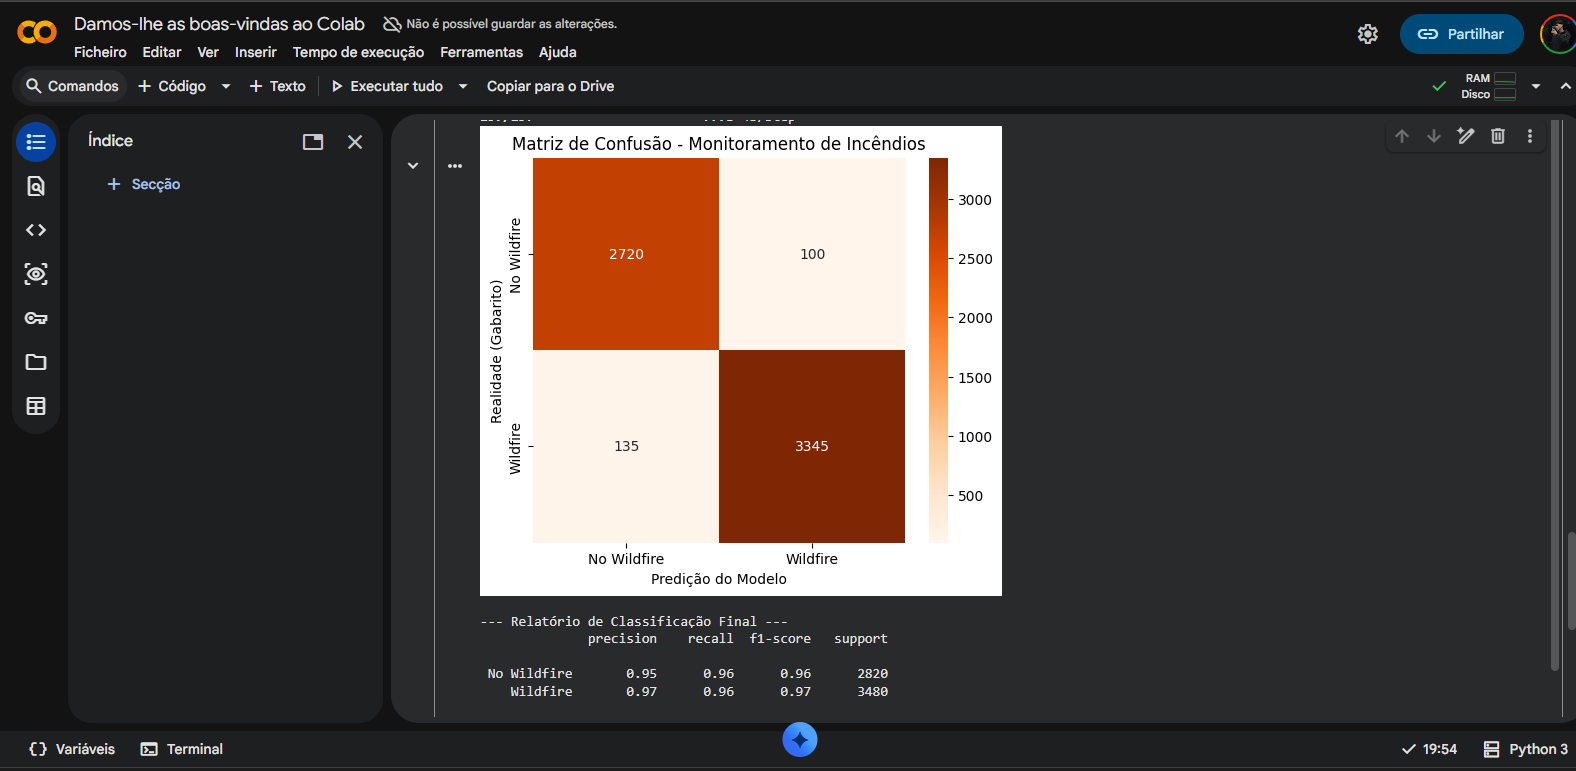 Damos-lhe as boas-vindas ao Colab
Não é possível guardar as alterações.
Partilhar
Ficheiro Editar Ver Inserir Tempo de execução Ferramentas Ajuda
Comandos + Código + Texto Executar tudo Copiar para o Drive
RAM
Disco
Índice
+ Secção
Matriz de Confusão - Monitoramento de Incêndios
Realidade (Gabarito)
No Wildfire
Wildfire
2720 100
135 3345
3000
2500
2000
1500
1000
500
No Wildfire Wildfire
Predição do Modelo
--- Relatório de Classificação Final ---
precision recall f1-score support
No Wildfire 0.95 0.96 0.96 2820
Wildfire 0.97 0.96 0.97 3480
{} Variáveis Terminal
19:54 Python 3